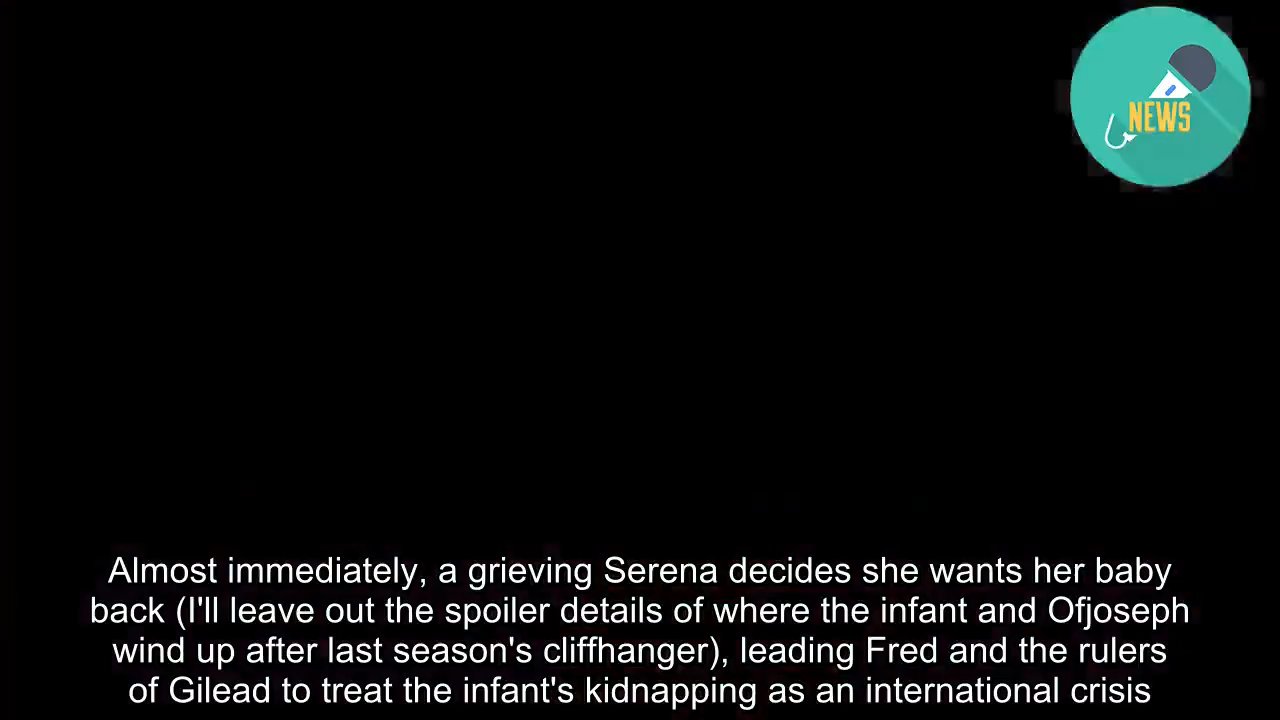 NEWS
Almost immediately, a grieving Serena decides she wants her baby
back (I'll leave out the spoiler details of where the infant and Ofjoseph
wind up after last season's cliffhanger), leading Fred and the rulers
of Gilead to treat the infant's kidnapping as an international crisis